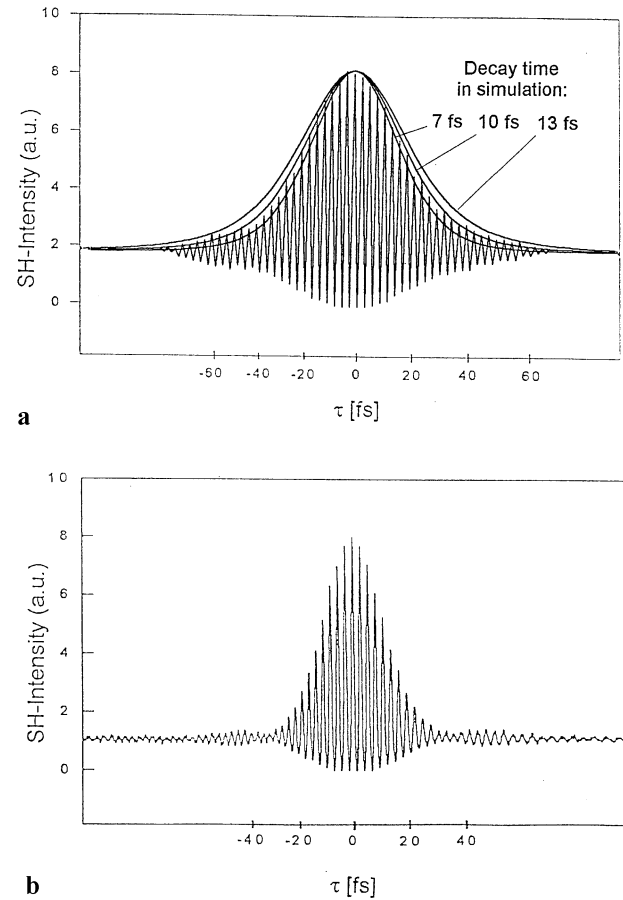 10
8
6
4
2
0
SH-Intensity (a.u.)
Decay time
in simulation:
7 fs 10 fs 13 fs
-50 -40 -20 0 20 40 60
τ [fs]
a
10
8
6
4
2
0
SH-Intensity (a.u.)
-40 -20 0 20 40
τ [fs]
b